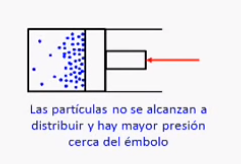 Las partículas no se alcanzan a
distribuir y hay mayor presión
cerca del émbolo